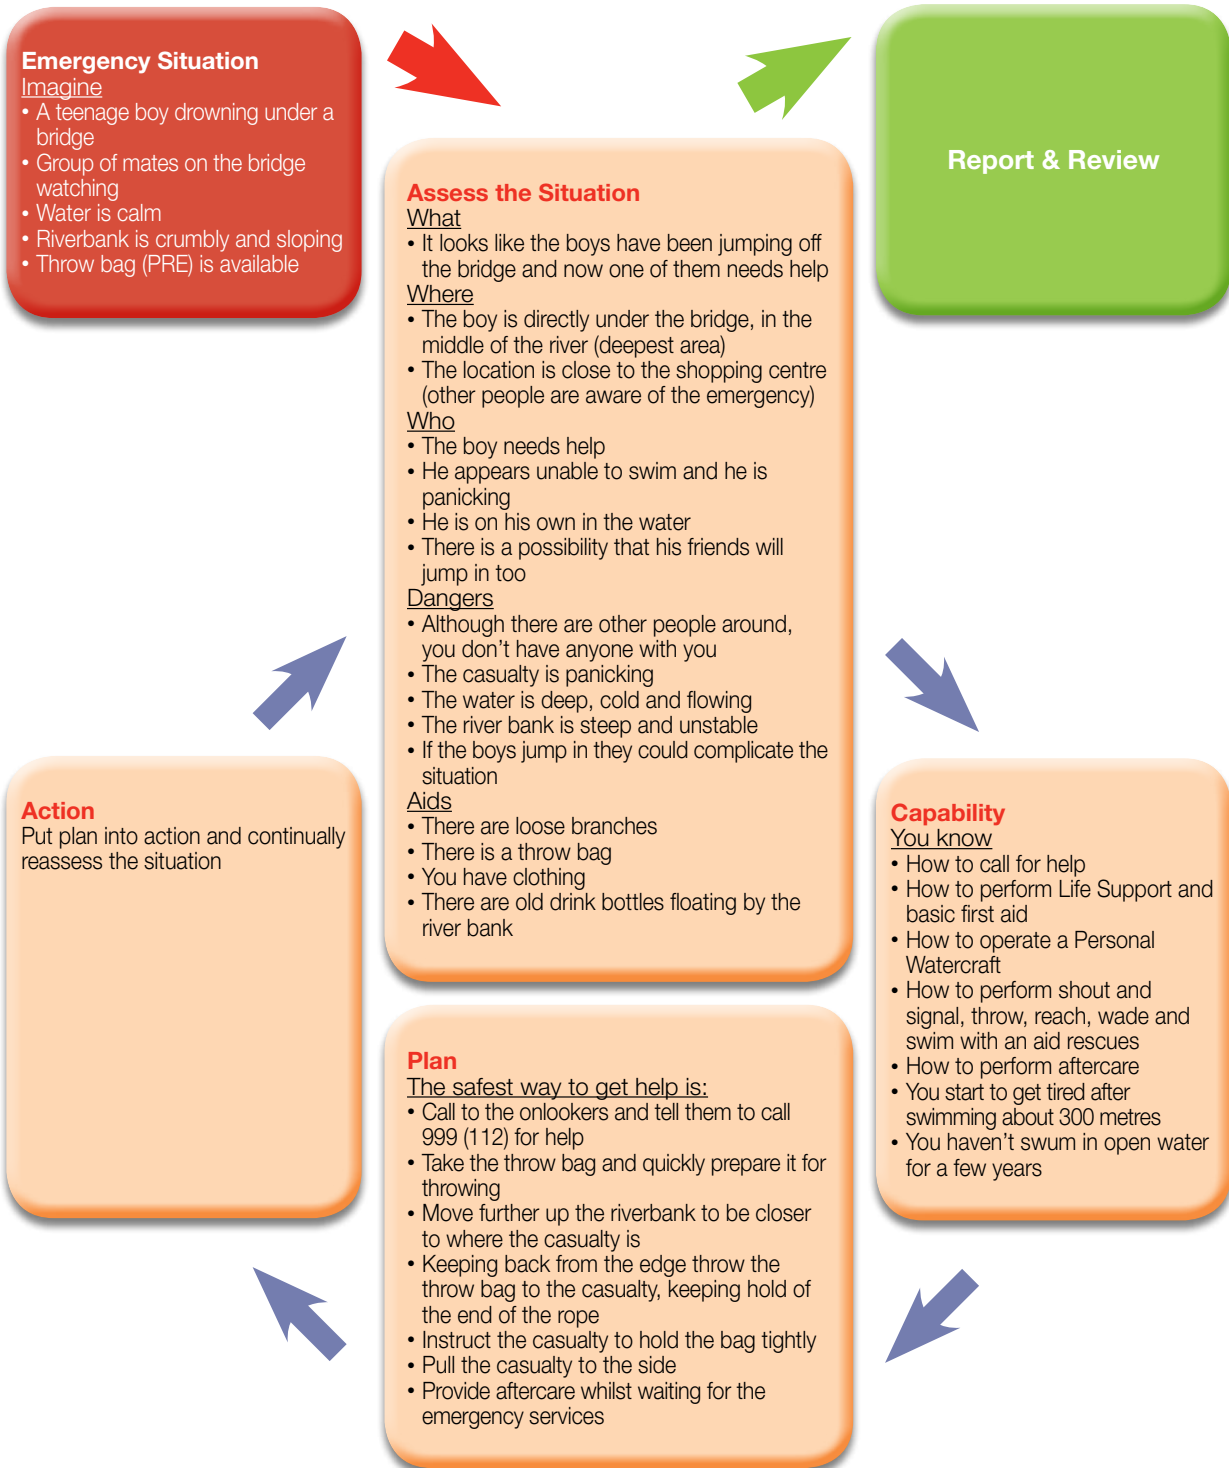 Emergency Situation
Imagine
• A teenage boy drowning under a
bridge
• Group of mates on the bridge
watching
• Water is calm
• Riverbank is crumbly and sloping
• Throw bag (PRE) is available
Report & Review
Assess the Situation
What
• It looks like the boys have been jumping off
the bridge and now one of them needs help
Where
• The boy is directly under the bridge, in the
middle of the river (deepest area)
• The location is close to the shopping centre
(other people are aware of the emergency)
Who
• The boy needs help
• He appears unable to swim and he is
panicking
• He is on his own in the water
• There is a possibility that his friends will
jump in too
Dangers
• Although there are other people around,
you don’t have anyone with you
• The casualty is panicking
• The water is deep, cold and flowing
• The river bank is steep and unstable
• If the boys jump in they could complicate the
situation
Aids
• There are loose branches
• There is a throw bag
• You have clothing
• There are old drink bottles floating by the
river bank
Capability
You know
• How to call for help
• How to perform Life Support and
basic first aid
• How to operate a Personal
Watercraft
• How to perform shout and
signal, throw, reach, wade and
swim with an aid rescues
• How to perform aftercare
• You start to get tired after
swimming about 300 metres
• You haven’t swum in open water
for a few years
Plan
The safest way to get help is:
• Call to the onlookers and tell them to call
999 (112) for help
• Take the throw bag and quickly prepare it for
throwing
• Move further up the riverbank to be closer
to where the casualty is
• Keeping back from the edge throw the
throw bag to the casualty, keeping hold of
the end of the rope
• Instruct the casualty to hold the bag tightly
• Pull the casualty to the side
• Provide aftercare whilst waiting for the
emergency services
Action
Put plan into action and continually
reassess the situation